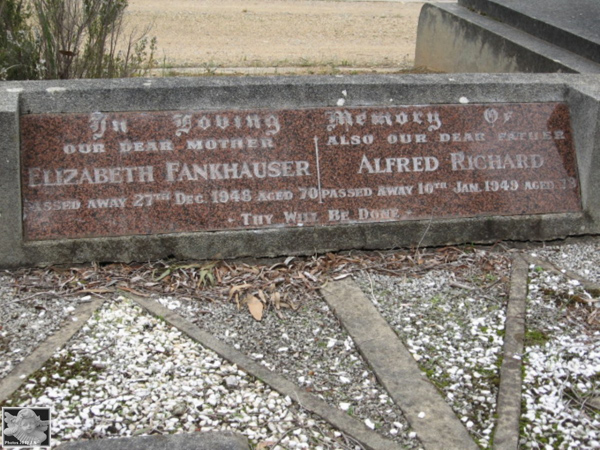 In Loving Memory Of
OUR DEAR MOTHER
ELIZABETH FANKHAUSER
PASSED AWAY 27TH DEC. 1948 AGED 70
ALSO OUR DEAR FATHER
ALFRED RICHARD
PASSED AWAY 10TH JAN. 1949 AGED
THY WILL BE DONE